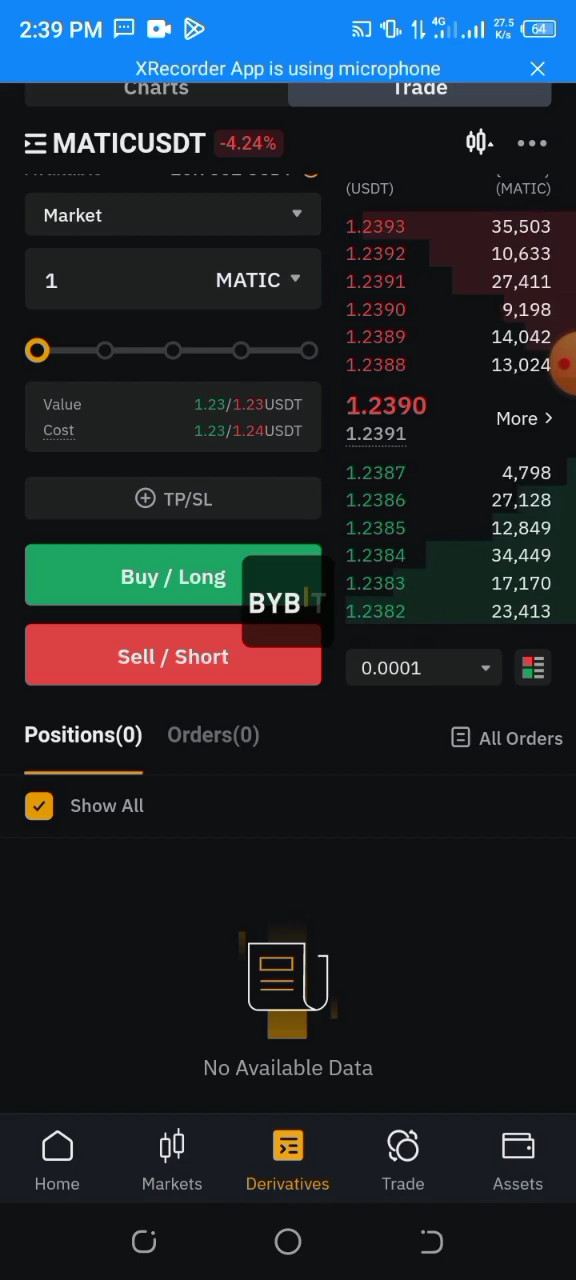 2:39 PM 4G 27.5 K/s 64
XRecorder App is using microphone
Charts Trade
MATICUSDT -4.24%
(USDT) (MATIC)
Market
1 MATIC
1.2393 35,503
1.2392 10,633
1.2391 27,411
1.2390 9,198
1.2389 14,042
1.2388 13,024
Value 1.23/1.23USDT
Cost 1.23/1.24USDT
1.2390
1.2391
More
TP/SL
Buy / Long
Sell / Short
BYBIT
1.2387 4,798
1.2386 27,128
1.2385 12,849
1.2384 34,449
1.2383 17,170
1.2382 23,413
0.0001
Positions(0) Orders(0) All Orders
Show All
No Available Data
Home Markets Derivatives Trade Assets